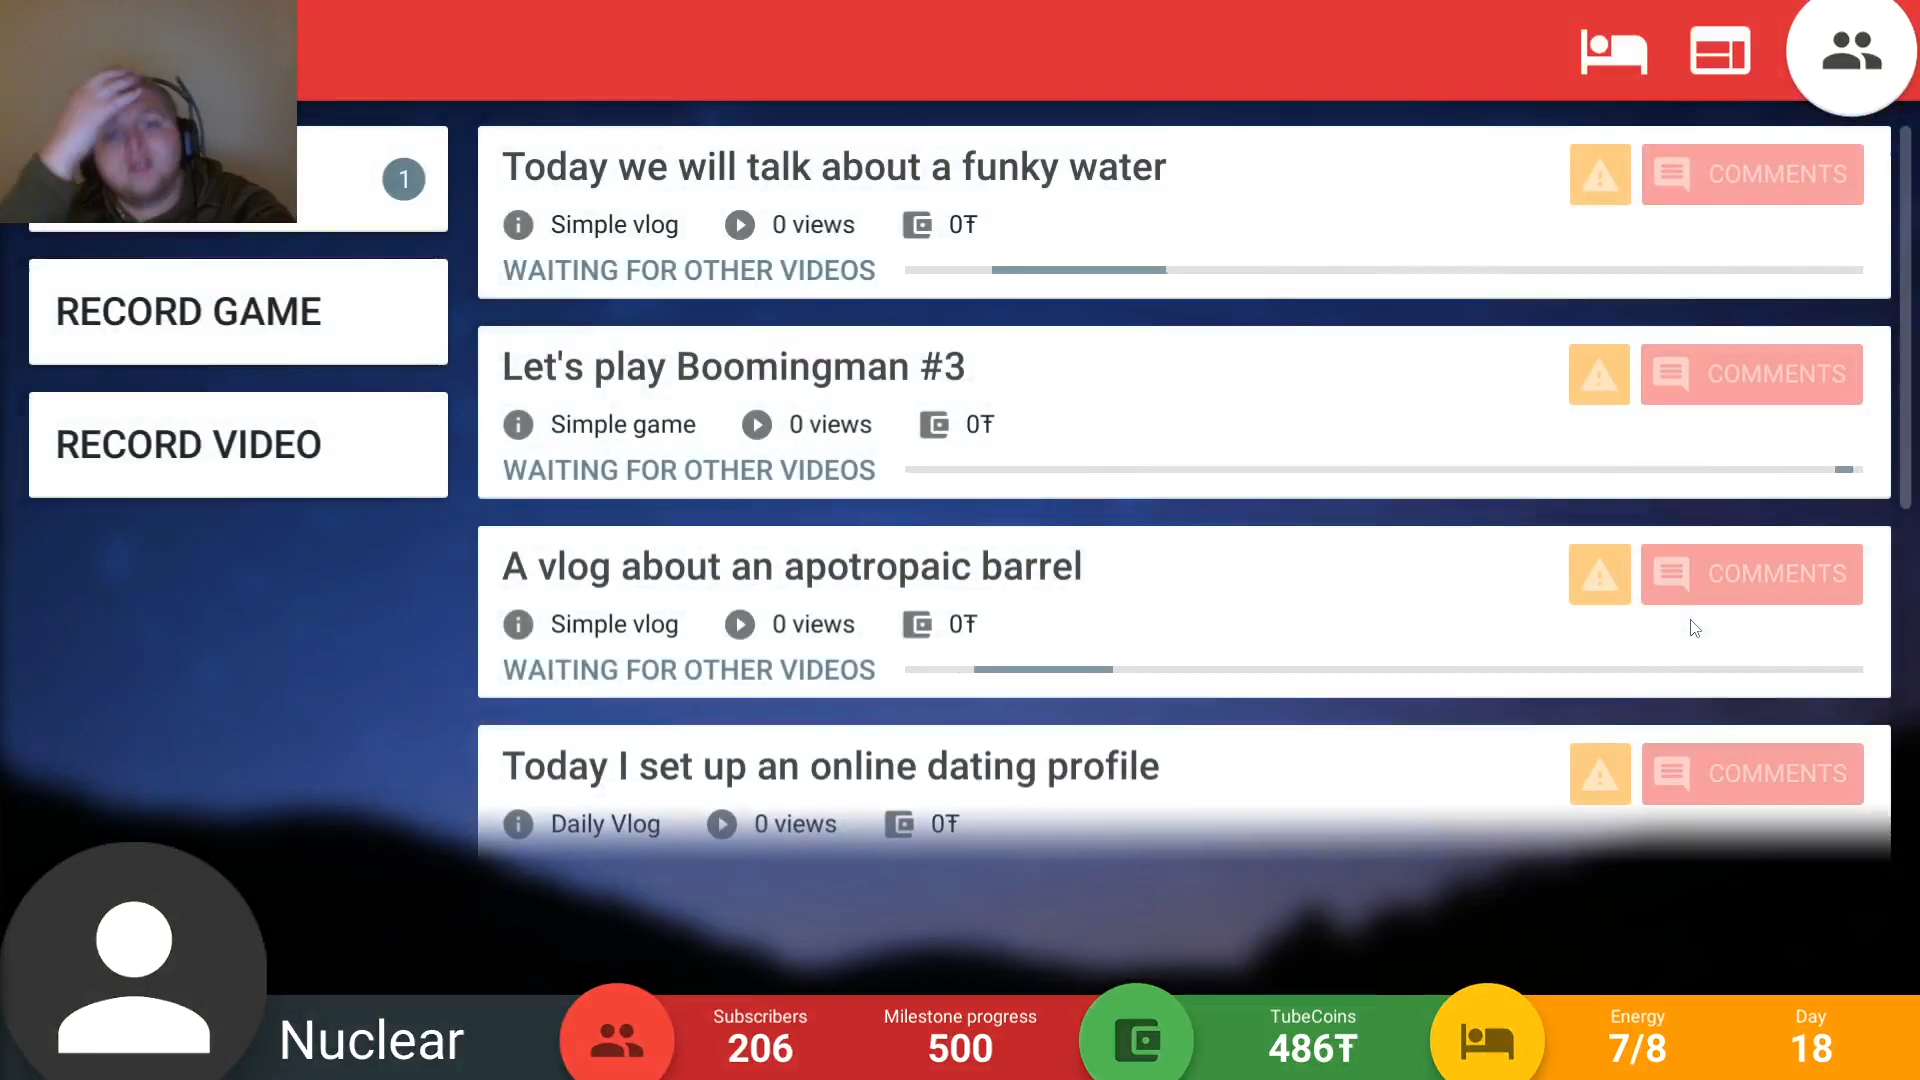 1
RECORD GAME
RECORD VIDEO
Today we will talk about a funky water
COMMENTS
Simple vlog 0 views 0Ŧ
WAITING FOR OTHER VIDEOS
Let's play Boomingman #3
COMMENTS
Simple game 0 views 0Ŧ
WAITING FOR OTHER VIDEOS
A vlog about an apotropaic barrel
COMMENTS
Simple vlog 0 views 0Ŧ
WAITING FOR OTHER VIDEOS
Today I set up an online dating profile
COMMENTS
Daily Vlog 0 views 0Ŧ
Nuclear
Subscribers
206
Milestone progress
500
TubeCoins
486Ŧ
Energy
7/8
Day
18